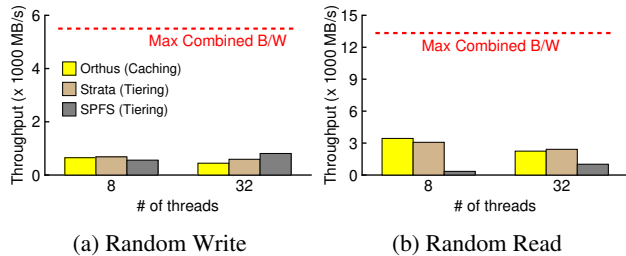 Throughput (x 1000 MB/s)
6
4
2
0
Max Combined B/W
Orthus (Caching)
Strata (Tiering)
SPFS (Tiering)
8
32
# of threads
(a) Random Write
Throughput (x 1000 MB/s)
15
12
9
6
3
0
Max Combined B/W
8
32
# of threads
(b) Random Read